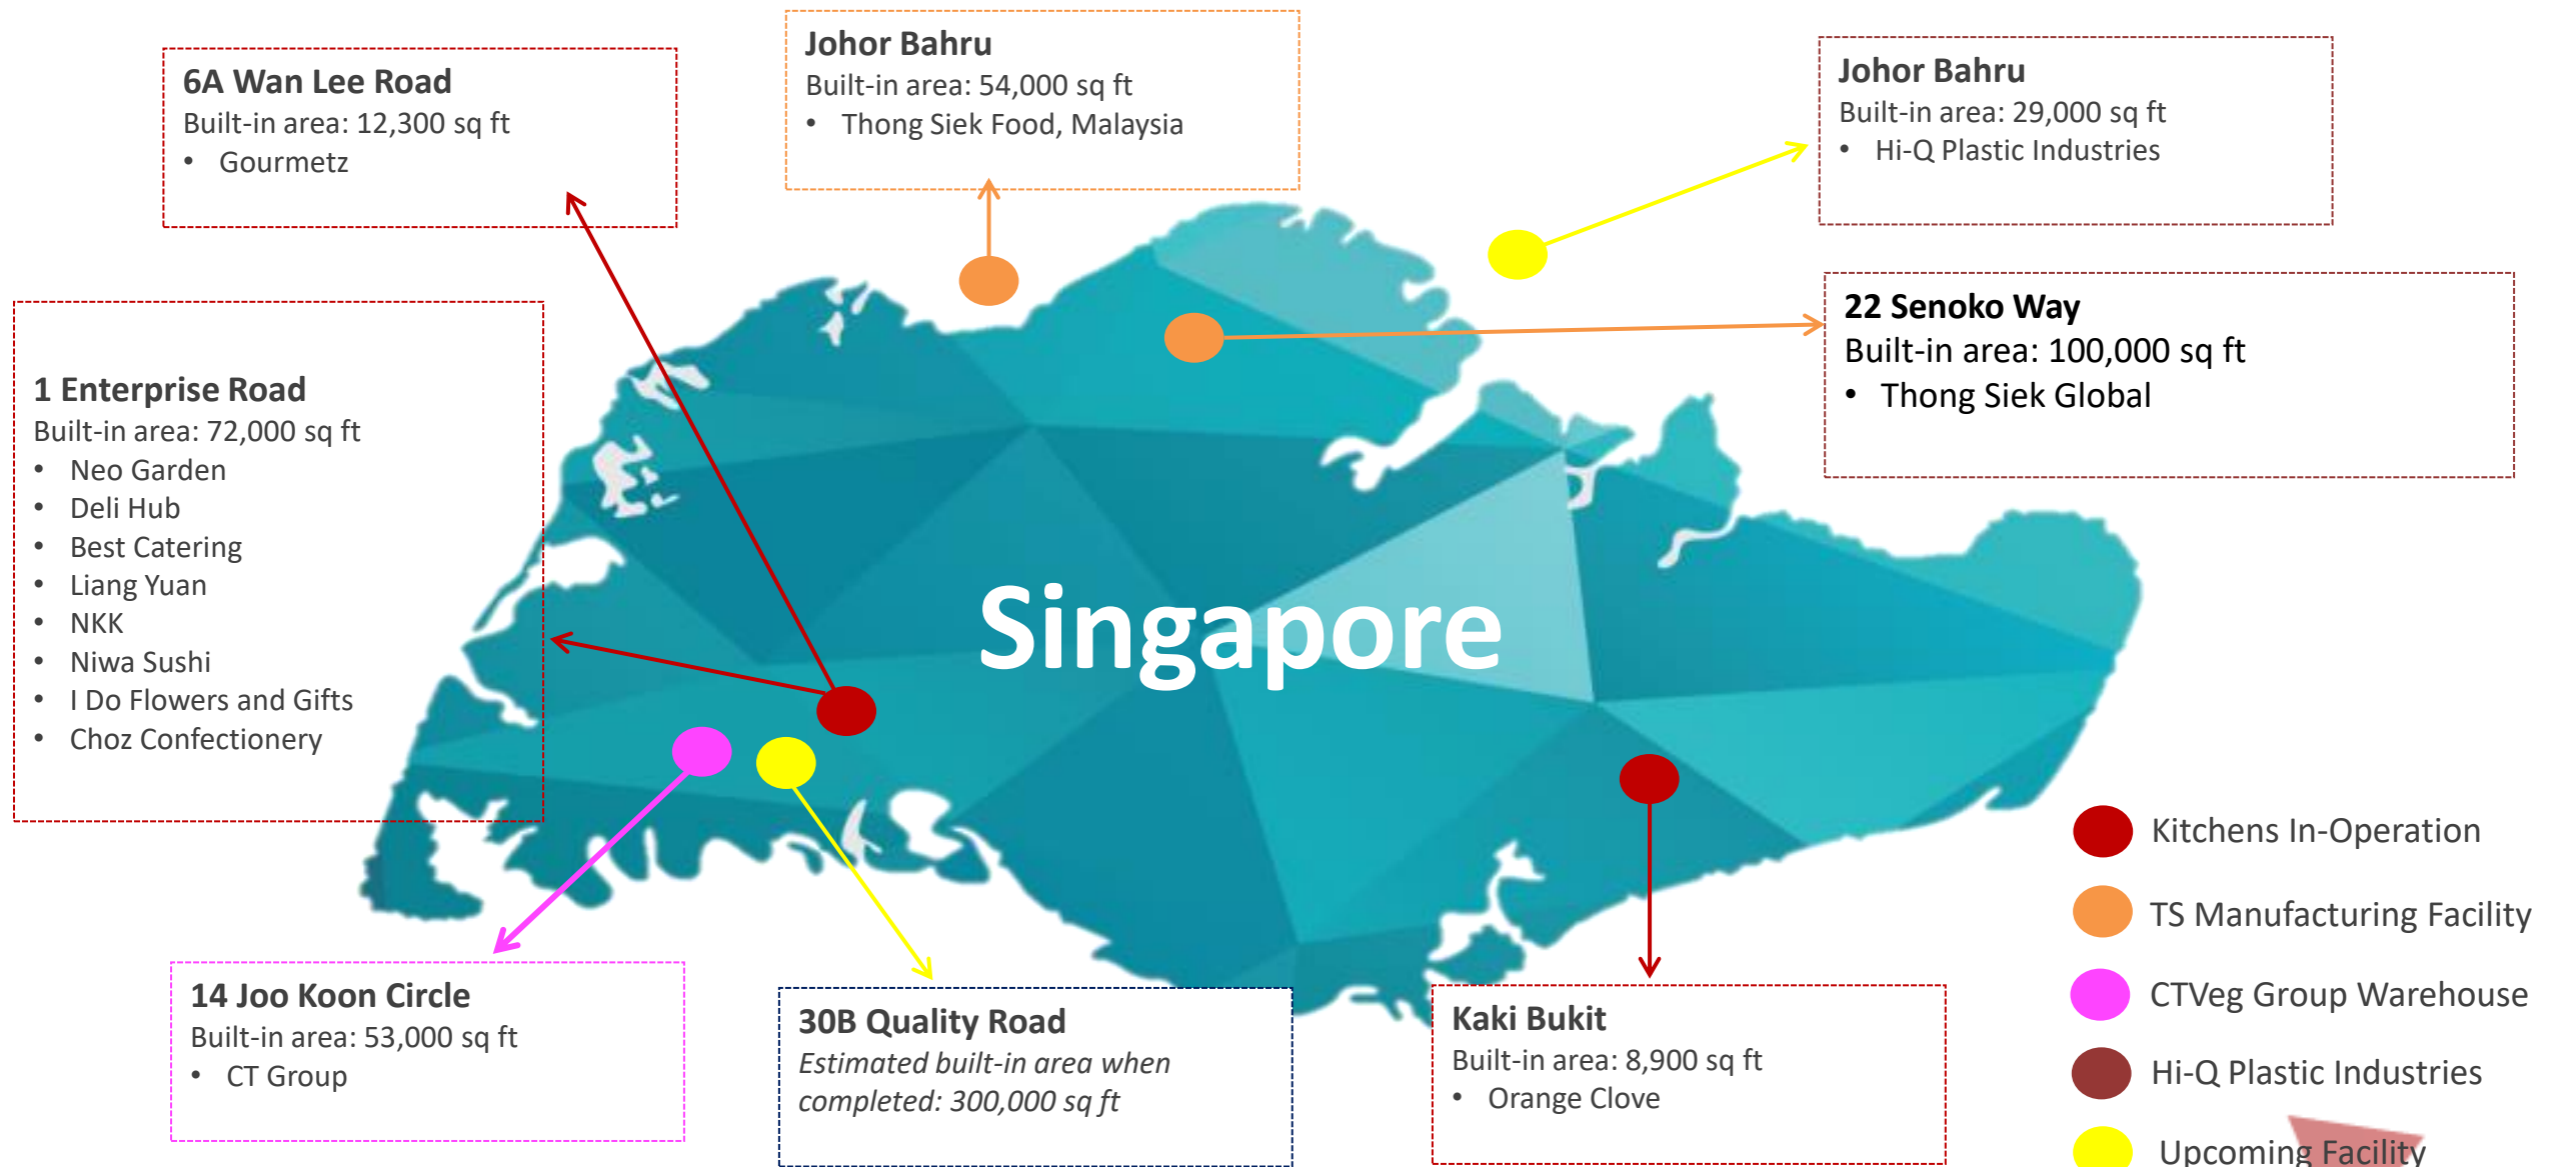 6A Wan Lee Road
Built-in area: 12,300 sq ft
• Gourmetz
Johor Bahru
Built-in area: 54,000 sq ft
• Thong Siek Food, Malaysia
Johor Bahru
Built-in area: 29,000 sq ft
• Hi-Q Plastic Industries
22 Senoko Way
Built-in area: 100,000 sq ft
• Thong Siek Global
1 Enterprise Road
Built-in area: 72,000 sq ft
• Neo Garden
• Deli Hub
• Best Catering
• Liang Yuan
• NKK
• Niwa Sushi
• I Do Flowers and Gifts
• Choz Confectionery
Singapore
14 Joo Koon Circle
Built-in area: 53,000 sq ft
• CT Group
30B Quality Road
Estimated built-in area when
completed: 300,000 sq ft
Kaki Bukit
Built-in area: 8,900 sq ft
• Orange Clove
Kitchens In-Operation
TS Manufacturing Facility
CTVeg Group Warehouse
Hi-Q Plastic Industries
Upcoming Facility